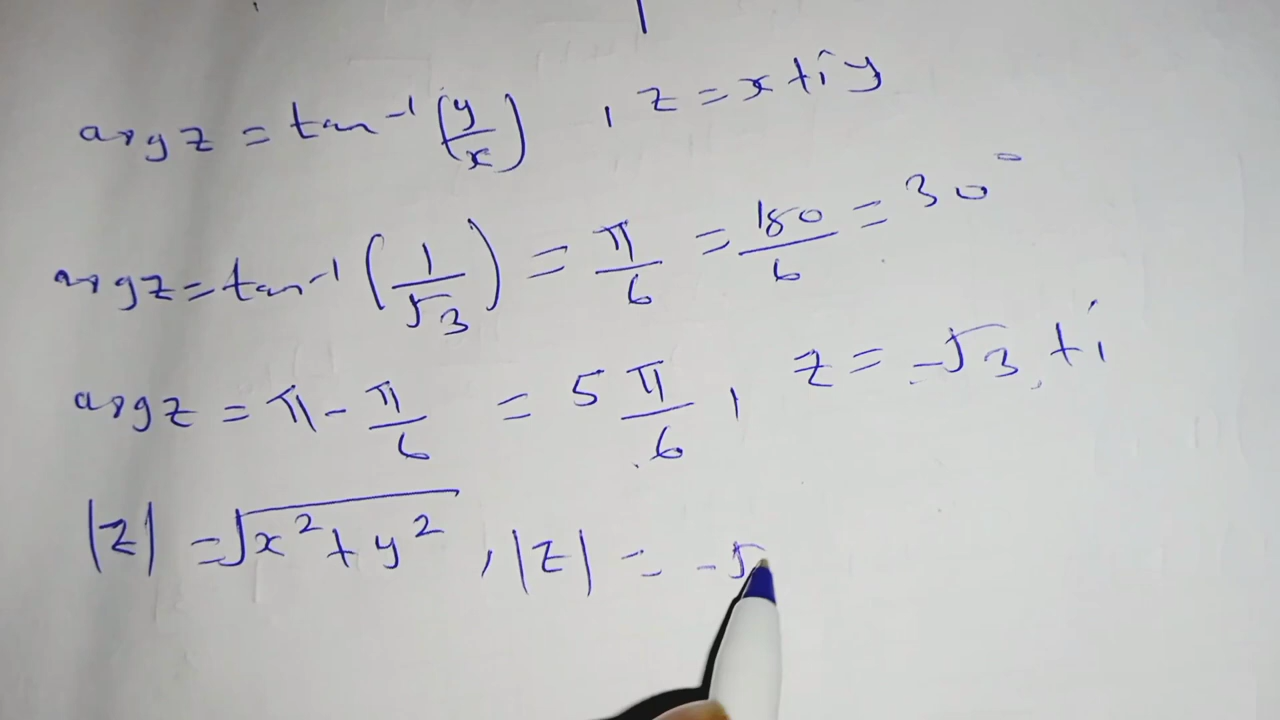 arg z = tan⁻¹(y/x) , z = x+iy
arg z = tan⁻¹(1/√3) = π/6 = 180/6 = 30°
arg z = π - π/6 = 5π/6 , z = -√3 + i
|z| = √(x²+y²) , |z| = -√